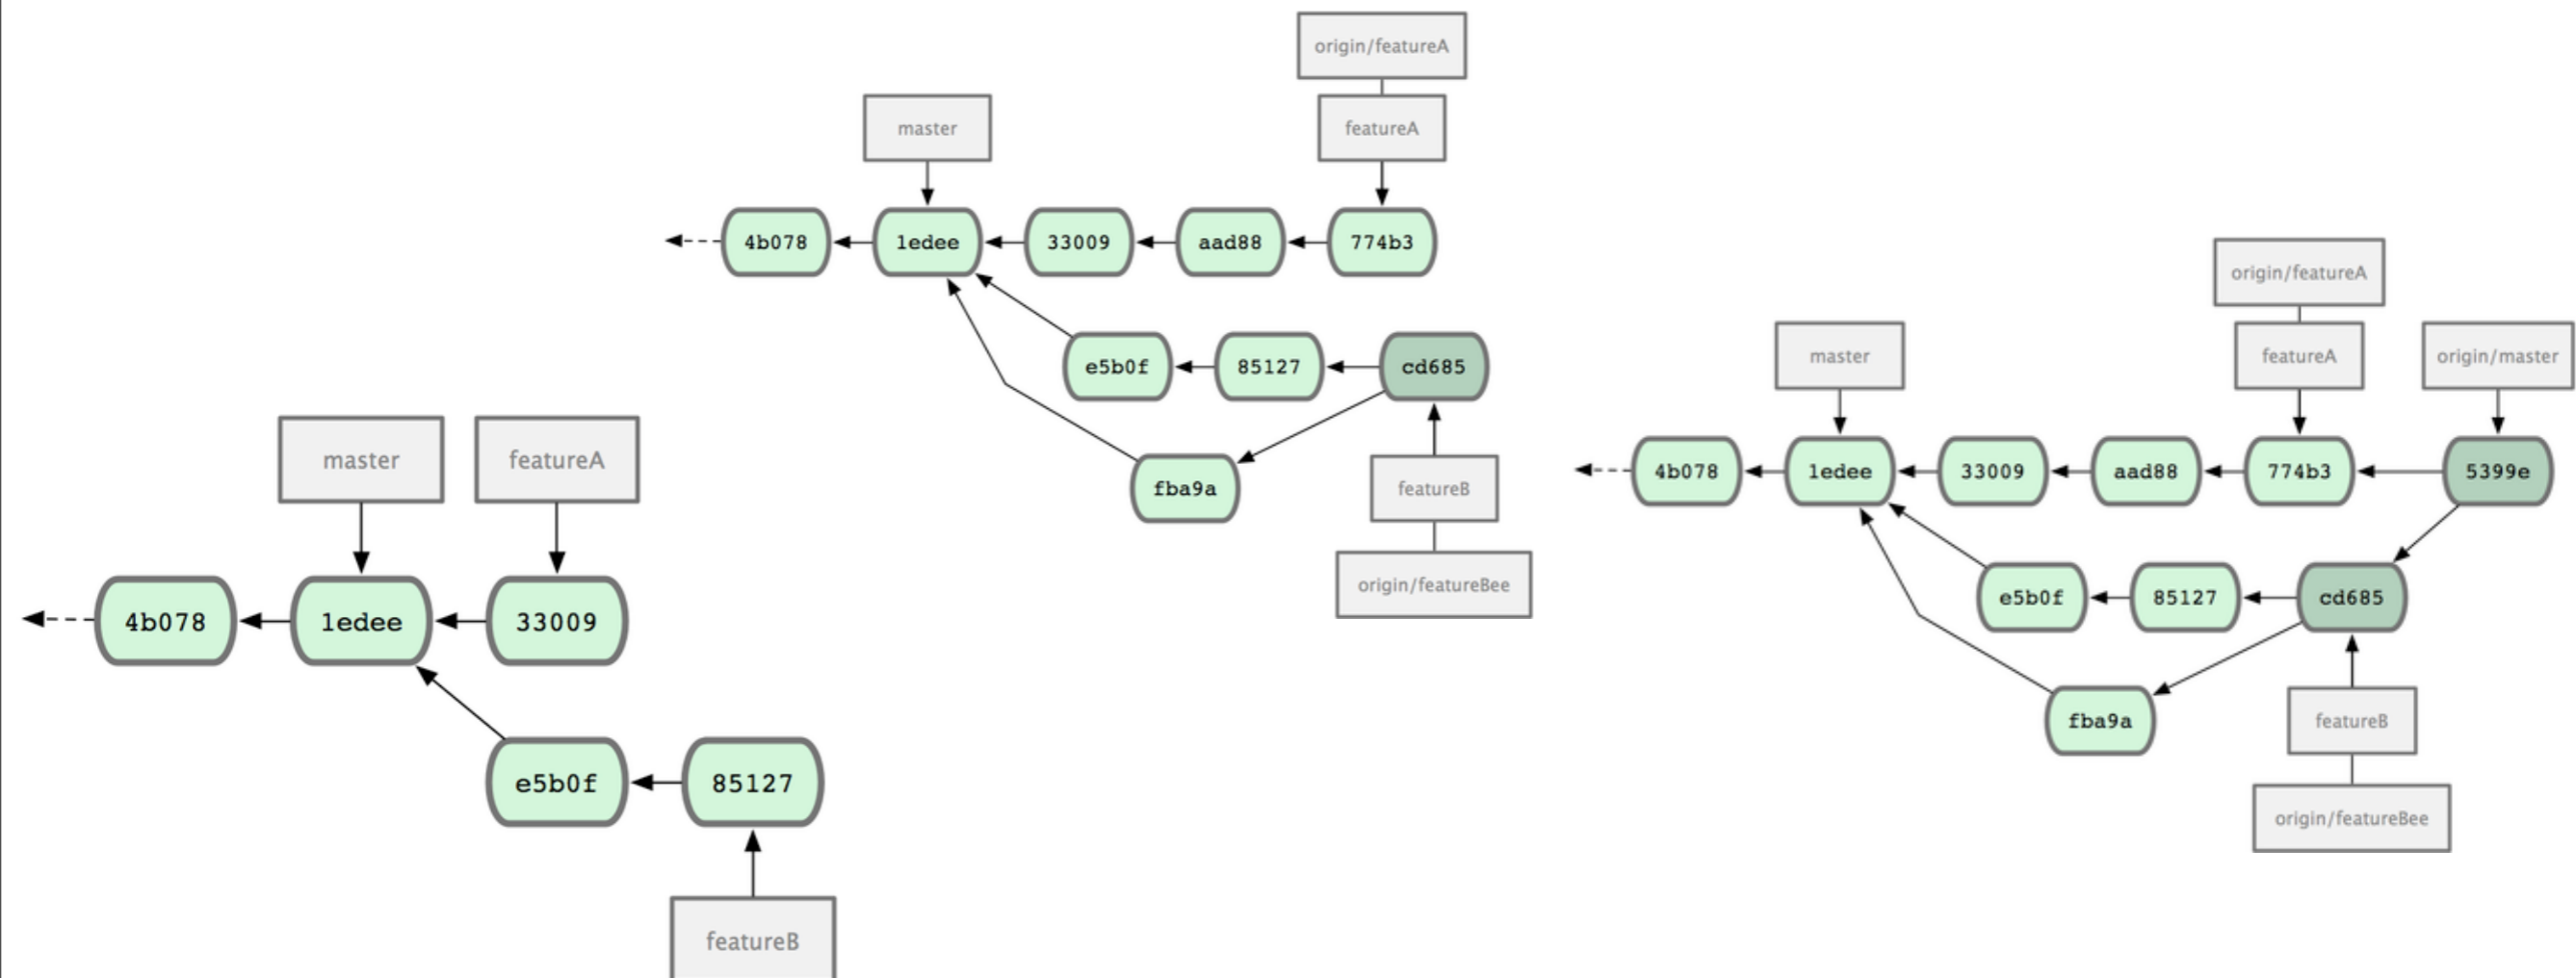 master
featureA
4b078
1edee
33009
e5b0f
85127
featureB
origin/featureA
master
featureA
4b078
1edee
33009
aad88
774b3
e5b0f
85127
cd685
fba9a
featureB
origin/featureBee
origin/featureA
master
featureA
origin/master
4b078
1edee
33009
aad88
774b3
5399e
e5b0f
85127
cd685
fba9a
featureB
origin/featureBee